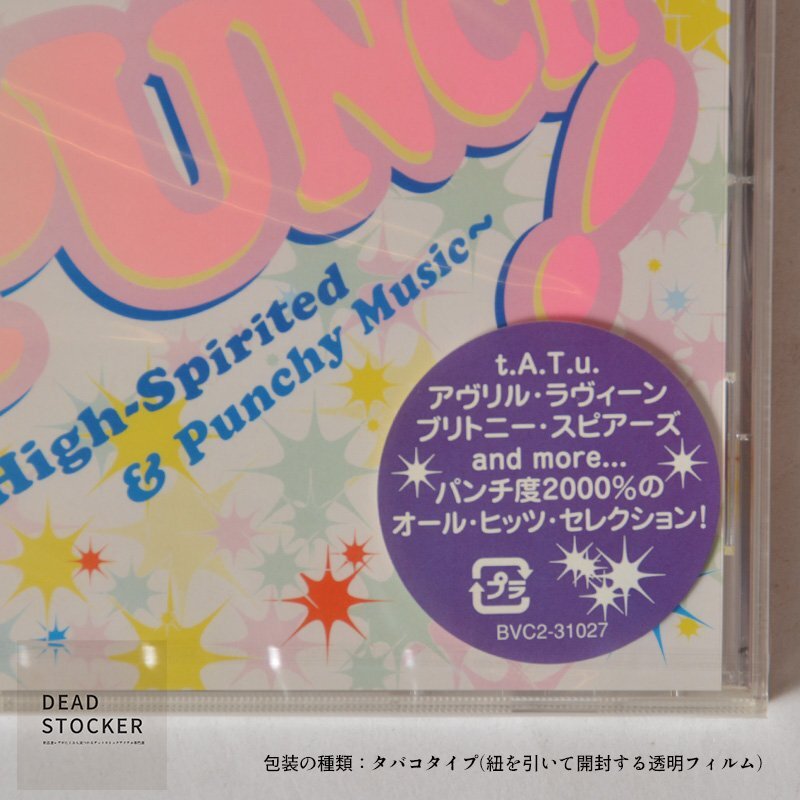 PUNCH!
High-Spirited
& Punchy Music~
t.A.T.u.
アヴリル・ラヴィーン
ブリトニー・スピアーズ
and more...
パンチ度2000%の
オール・ヒッツ・セレクション!
プラ
BVC2-31027
DEAD
STOCKER
包装の種類：タバコタイプ(紐を引いて開封する透明フィルム)